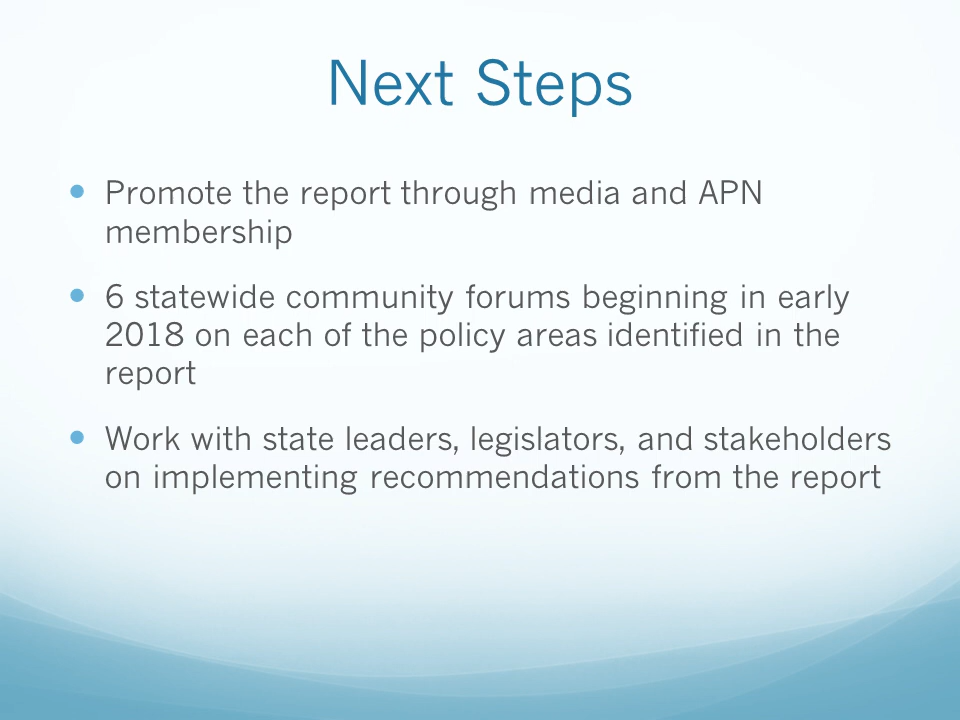 Next Steps
• Promote the report through media and APN
membership
• 6 statewide community forums beginning in early
2018 on each of the policy areas identified in the
report
• Work with state leaders, legislators, and stakeholders
on implementing recommendations from the report